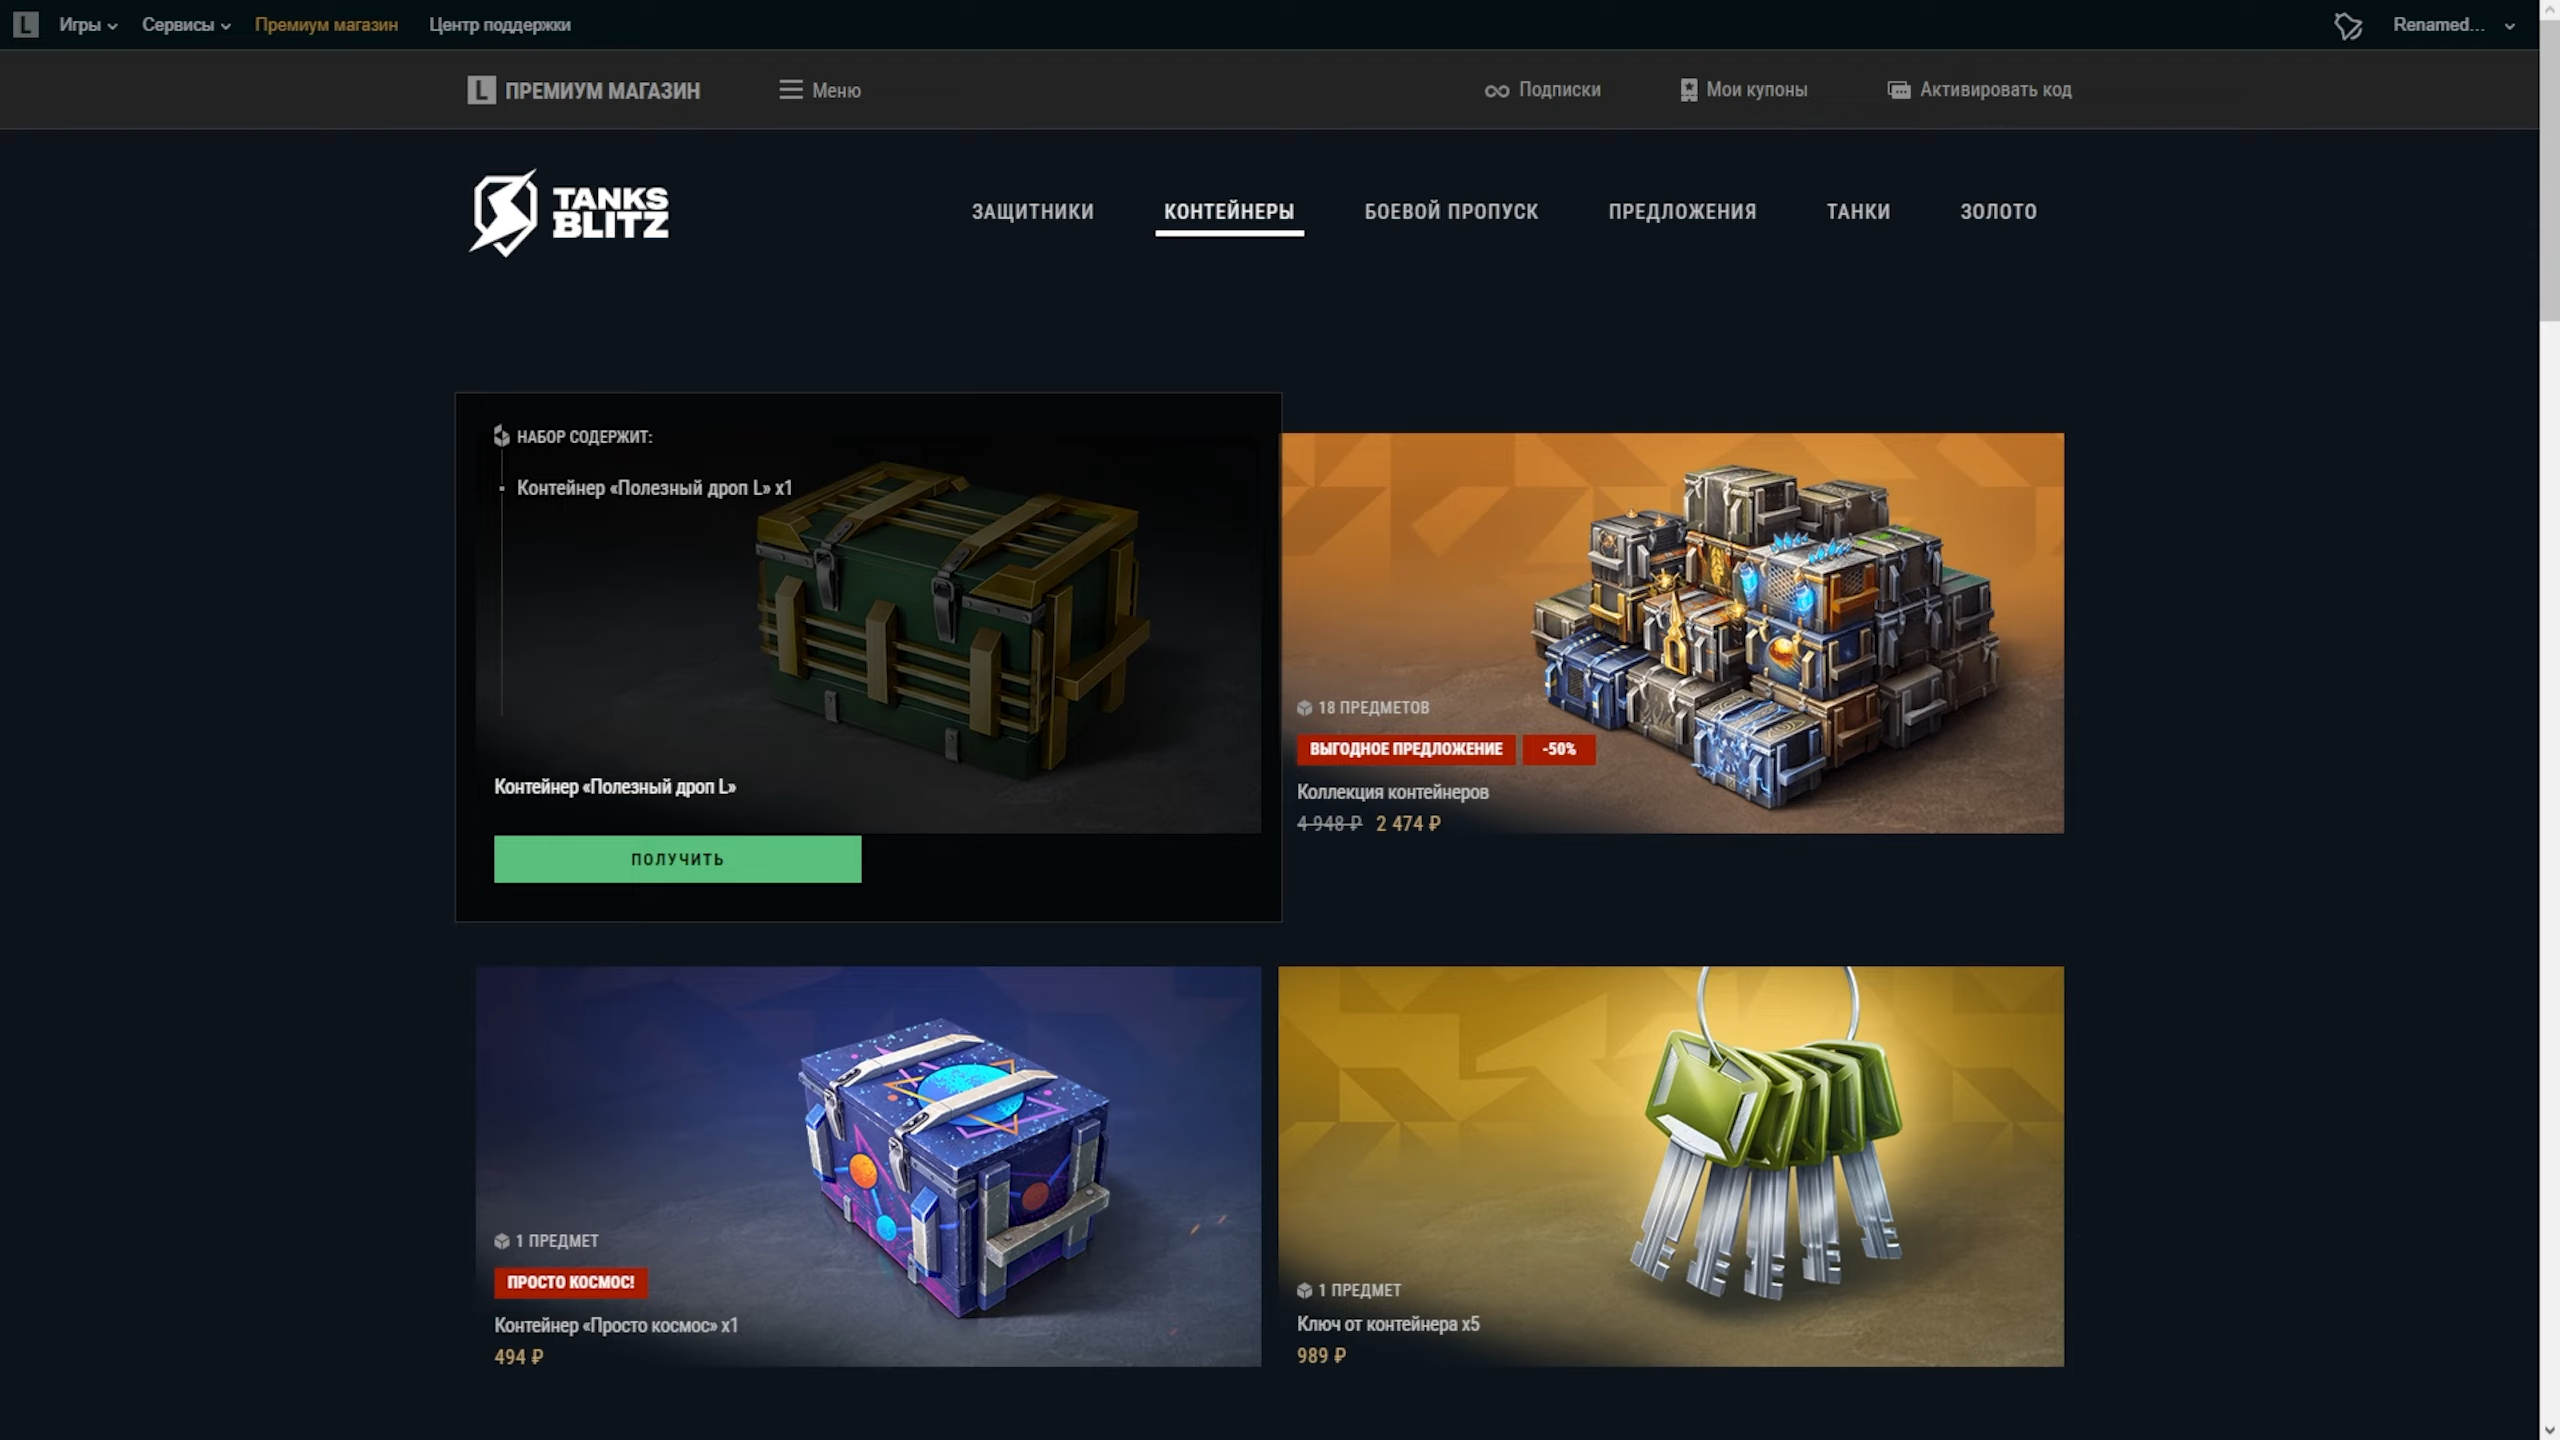 L Игры Сервисы Премиум магазин Центр поддержки Renamed...
L ПРЕМИУМ МАГАЗИН Меню Подписки Мои купоны Активировать код
TANKS
BLITZ
ЗАЩИТНИКИ КОНТЕЙНЕРЫ БОЕВОЙ ПРОПУСК ПРЕДЛОЖЕНИЯ ТАНКИ ЗОЛОТО
НАБОР СОДЕРЖИТ:
Контейнер «Полезный дроп L» x1
Контейнер «Полезный дроп L»
ПОЛУЧИТЬ
18 ПРЕДМЕТОВ
ВЫГОДНОЕ ПРЕДЛОЖЕНИЕ -50%
Коллекция контейнеров
4 948 ₽ 2 474 ₽
1 ПРЕДМЕТ
ПРОСТО КОСМОС!
Контейнер «Просто космос» x1
494 ₽
1 ПРЕДМЕТ
Ключ от контейнера x5
989 ₽